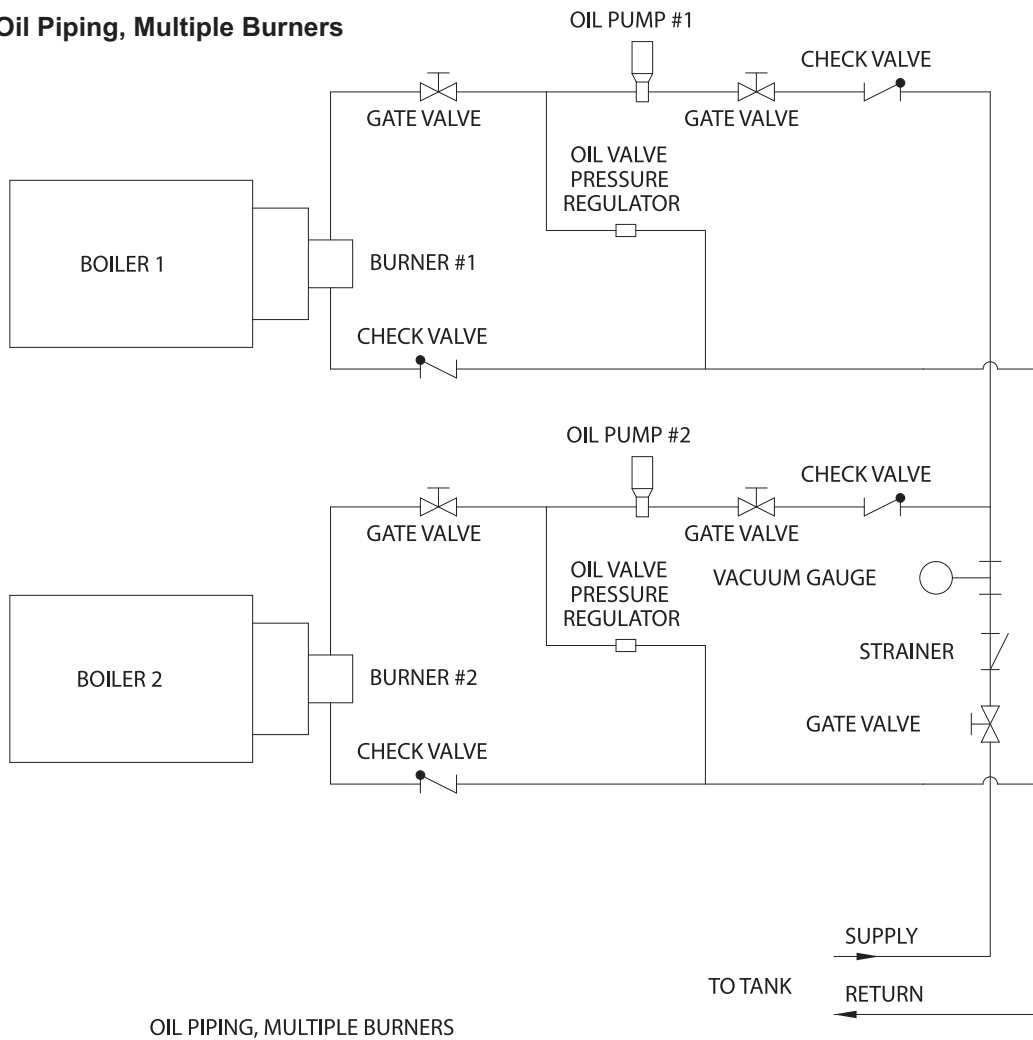 Oil Piping, Multiple Burners
OIL PUMP #1
CHECK VALVE
GATE VALVE
GATE VALVE
OIL VALVE
PRESSURE
REGULATOR
BOILER 1
BURNER #1
CHECK VALVE
OIL PUMP #2
CHECK VALVE
GATE VALVE
GATE VALVE
OIL VALVE
PRESSURE
REGULATOR
VACUUM GAUGE
STRAINER
BOILER 2
BURNER #2
GATE VALVE
CHECK VALVE
SUPPLY
TO TANK
RETURN
OIL PIPING, MULTIPLE BURNERS